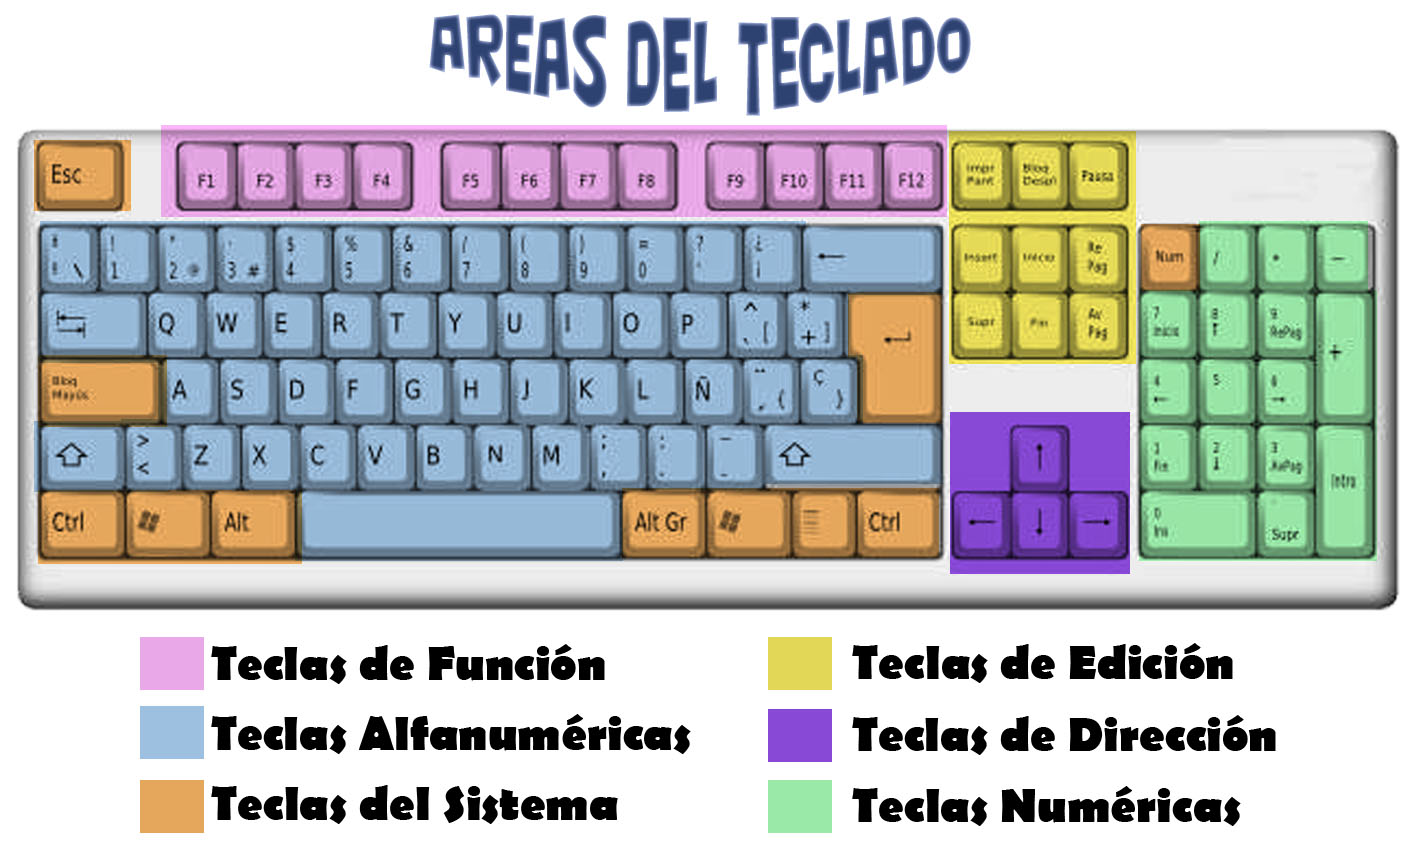 AREAS DEL TECLADO
Esc F1 F2 F3 F4 F5 F6 F7 F8 F9 F10 F11 F12 Impr Pant Bloq Despl Pausa
! 1 " 2 @ · 3 # $ 4 % 5 & 6 / 7 ( 8 ) 9 = 0 ? ' ¿ ¡ ← Insert Inicio Re Pag Num / * −
Q W E R T Y U I O P ^ ` [ * + ] Supr Fin Av Pag 7 Inicio 8 ↑ 9 RePag +
Bloq Mayús A S D F G H J K L Ñ ¨ ´ { Ç } 4 ← 5 6 →
> < Z X C V B N M ; , : . _ - ↑ 1 Fin 2 ↓ 3 AvPag Intro
Ctrl Alt Alt Gr Ctrl ← ↓ → 0 Ins . Supr
Teclas de Función
Teclas de Edición
Teclas Alfanuméricas
Teclas de Dirección
Teclas del Sistema
Teclas Numéricas